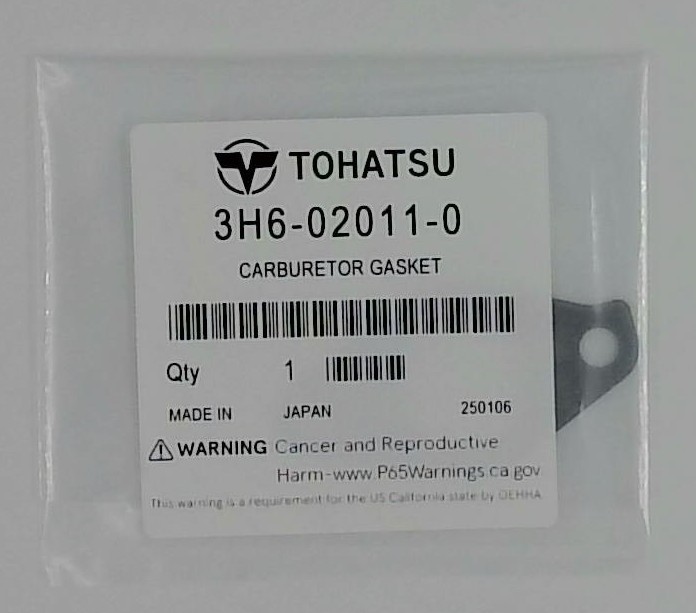 TOHATSU
3H6-02011-0
CARBURETOR GASKET
Qty 1
MADE IN JAPAN 250106
WARNING Cancer and Reproductive
Harm-www.P65Warnings.ca.gov
This warning is a requirement for the US California state by OEHHA